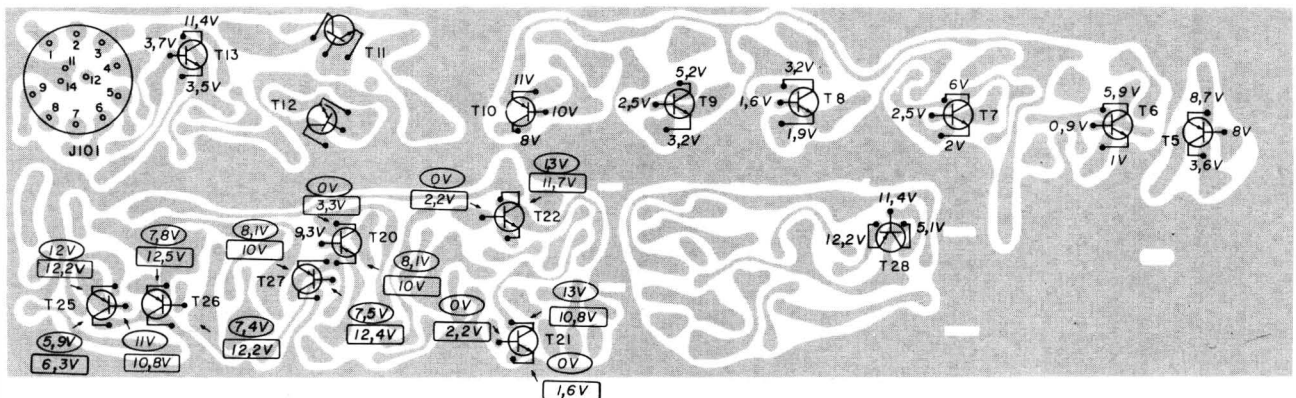 1 2 3 4 5 6 7 8 9 11 12 14
J101
11,4V
3,7V
T13
3,5V
T11
T12
11V
T10
10V
8V
5,2V
2,5V
T9
3,2V
3,2V
1,6V
T8
1,9V
6V
2,5V
T7
2V
5,9V
0,9V
T6
1V
8,7V
T5
8V
3,6V
0V
3,3V
9,3V
T20
8,1V
10V
0V
2,2V
13V
11,7V
T22
11,4V
12,2V
5,1V
T28
12V
12,2V
T25
5,9V
6,3V
11V
10,8V
7,8V
12,5V
T26
7,4V
12,2V
8,1V
10V
T27
7,5V
12,4V
0V
2,2V
13V
10,8V
T21
0V
1,6V